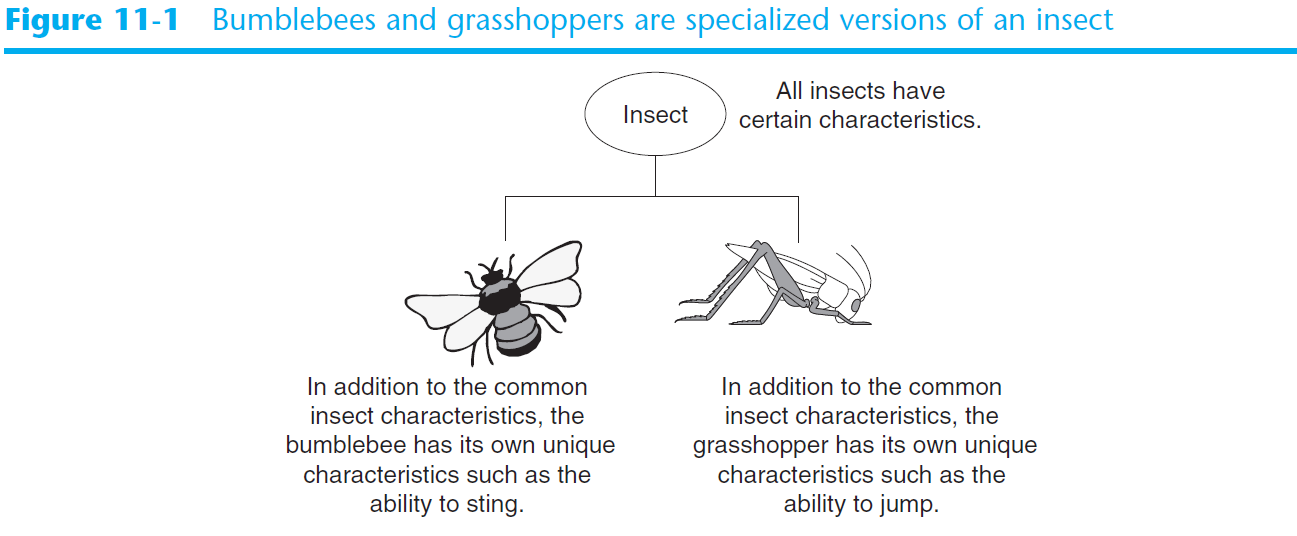 Figure 11-1 Bumblebees and grasshoppers are specialized versions of an insect
Insect
All insects have
certain characteristics.
In addition to the common
insect characteristics, the
bumblebee has its own unique
characteristics such as the
ability to sting.
In addition to the common
insect characteristics, the
grasshopper has its own unique
characteristics such as the
ability to jump.